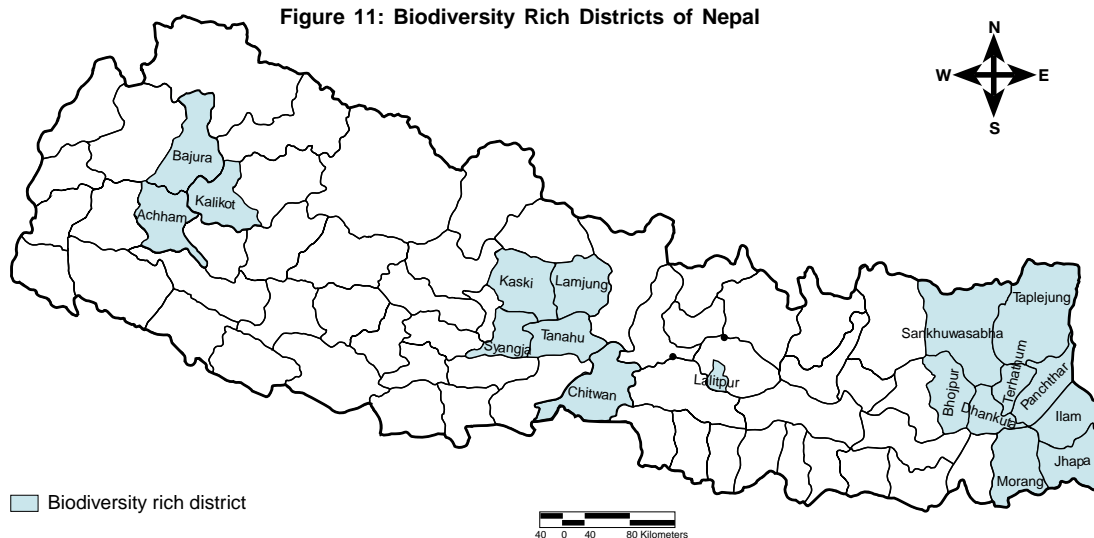 Figure 11: Biodiversity Rich Districts of Nepal
N
W E
S
Bajura
Kalikot
Achham
Kaski
Lamjung
Syangja
Tanahu
Chitwan
Lalitpur
Taplejung
Sankhuwasabha
Terhathum
Panchthar
Bhojpur
Dhankuta
Ilam
Jhapa
Morang
Biodiversity rich district
40 0 40 80 Kilometers